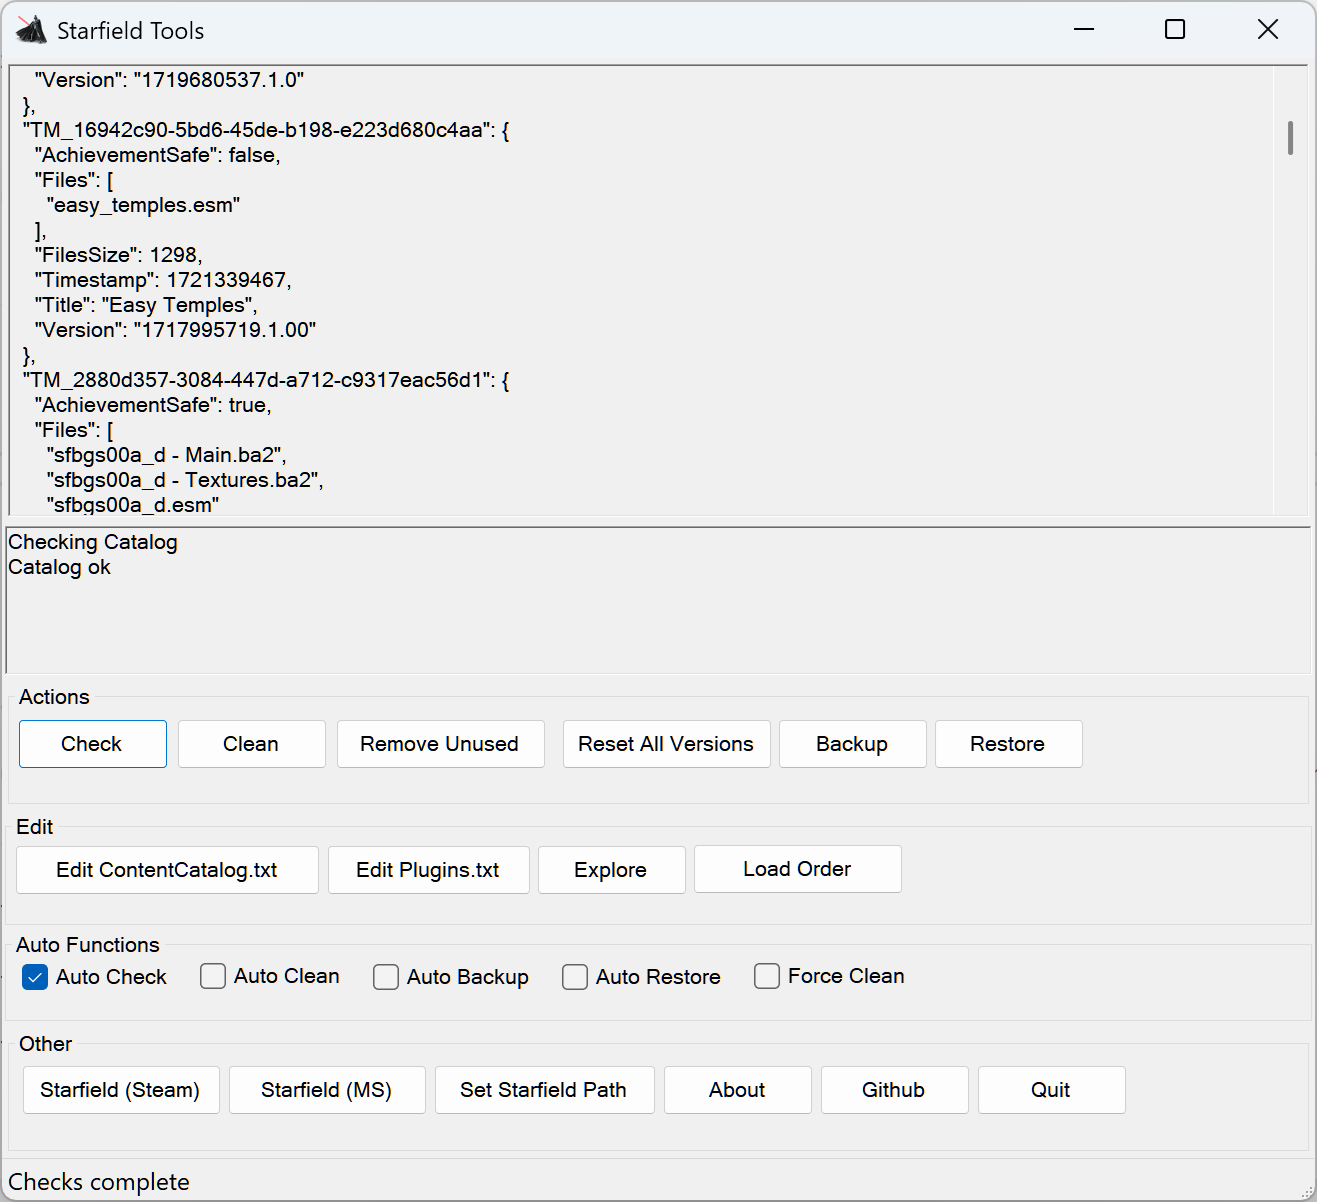 Starfield Tools
"Version": "1719680537.1.0"
},
"TM_16942c90-5bd6-45de-b198-e223d680c4aa": {
"AchievementSafe": false,
"Files": [
"easy_temples.esm"
],
"FilesSize": 1298,
"Timestamp": 1721339467,
"Title": "Easy Temples",
"Version": "1717995719.1.00"
},
"TM_2880d357-3084-447d-a712-c9317eac56d1": {
"AchievementSafe": true,
"Files": [
"sfbgs00a_d - Main.ba2",
"sfbgs00a_d - Textures.ba2",
"sfbgs00a_d.esm"
Checking Catalog
Catalog ok
Actions
Check Clean Remove Unused Reset All Versions Backup Restore
Edit
Edit ContentCatalog.txt Edit Plugins.txt Explore Load Order
Auto Functions
Auto Check Auto Clean Auto Backup Auto Restore Force Clean
Other
Starfield (Steam) Starfield (MS) Set Starfield Path About Github Quit
Checks complete